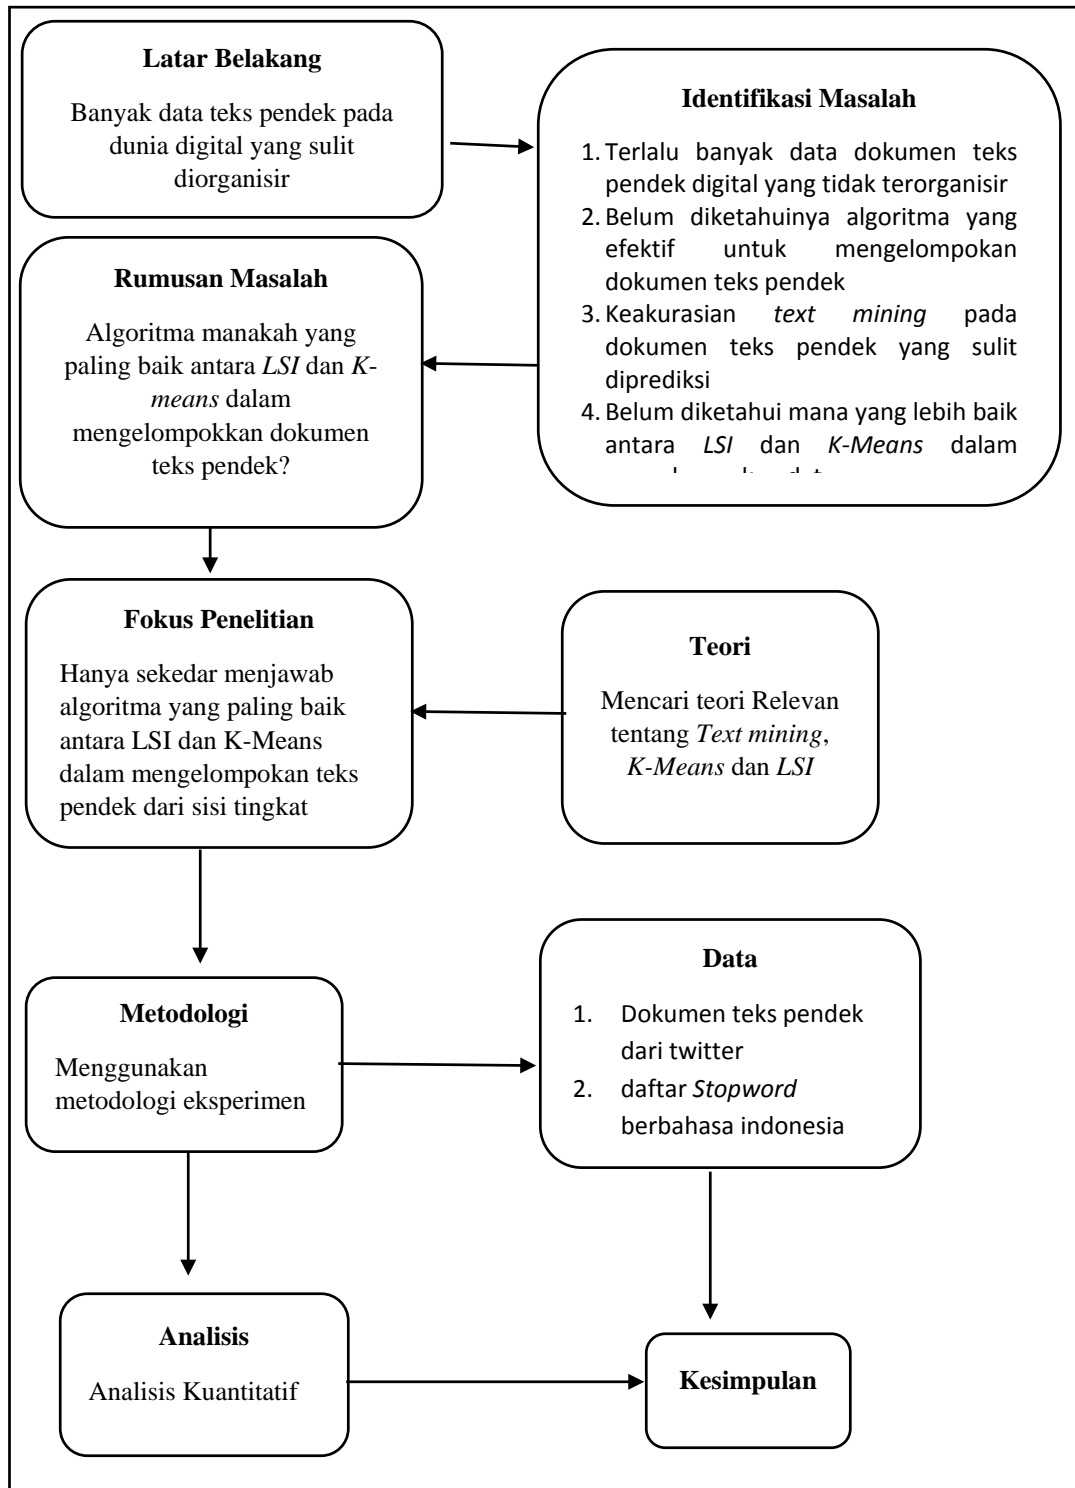 Latar Belakang
Banyak data teks pendek pada
dunia digital yang sulit
diorganisir
Identifikasi Masalah
1. Terlalu banyak data dokumen teks
pendek digital yang tidak terorganisir
2. Belum diketahuinya algoritma yang
efektif untuk mengelompokan
dokumen teks pendek
3. Keakurasian text mining pada
dokumen teks pendek yang sulit
diprediksi
4. Belum diketahui mana yang lebih baik
antara LSI dan K-Means dalam
Rumusan Masalah
Algoritma manakah yang
paling baik antara LSI dan K-
means dalam
mengelompokkan dokumen
teks pendek?
Fokus Penelitian
Hanya sekedar menjawab
algoritma yang paling baik
antara LSI dan K-Means
dalam mengelompokan teks
pendek dari sisi tingkat
Teori
Mencari teori Relevan
tentang Text mining,
K-Means dan LSI
Metodologi
Menggunakan
metodologi eksperimen
Data
1. Dokumen teks pendek
dari twitter
2. daftar Stopword
berbahasa indonesia
Analisis
Analisis Kuantitatif
Kesimpulan